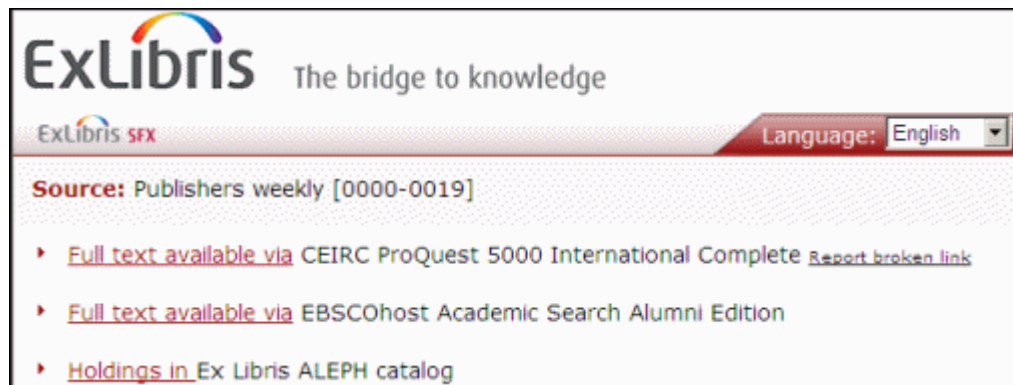 ExLibris The bridge to knowledge
ExLibris SFX Language: English
Source: Publishers weekly [0000-0019]
Full text available via CEIRC ProQuest 5000 International Complete Report broken link
Full text available via EBSCOhost Academic Search Alumni Edition
Holdings in Ex Libris ALEPH catalog